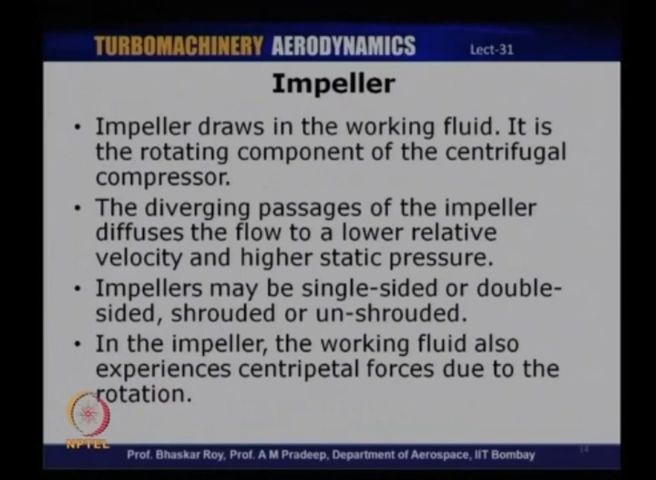 TURBOMACHINERY AERODYNAMICS Lect-31
Impeller
• Impeller draws in the working fluid. It is
the rotating component of the centrifugal
compressor.
• The diverging passages of the impeller
diffuses the flow to a lower relative
velocity and higher static pressure.
• Impellers may be single-sided or double-
sided, shrouded or un-shrouded.
• In the impeller, the working fluid also
experiences centripetal forces due to the
rotation.
NPTEL
Prof. Bhaskar Roy, Prof. A M Pradeep, Department of Aerospace, IIT Bombay
14